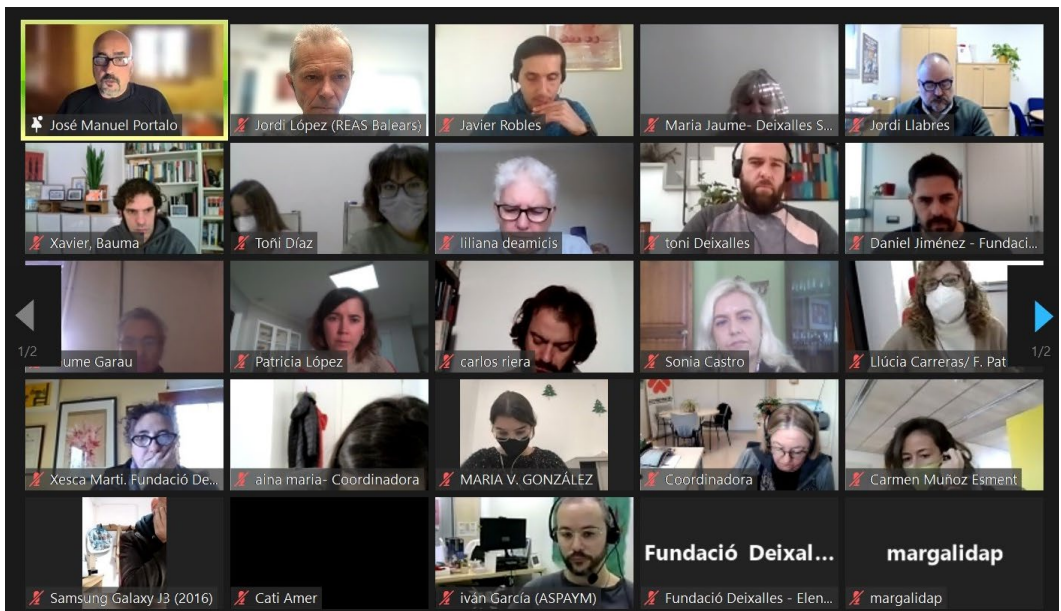 José Manuel Portalo
Jordi López (REAS Balears)
Javier Robles
Maria Jaume- Deixalles S...
Jordi Llabres
Xavier, Bauma
Toñi Díaz
liliana deamicis
toni Deixalles
Daniel Jiménez - Fundaci...
1/2
ume Garau
Patricia López
carlos riera
Sonia Castro
Llúcia Carreras/ F. Pat
1/2
Xesca Marti. Fundació De...
aina maria- Coordinadora
MARIA V. GONZÁLEZ
Coordinadora
Carmen Muñoz Esment
Fundació Deixal...
margalidap
Samsung Galaxy J3 (2016)
Cati Amer
iván García (ASPAYM)
Fundació Deixalles - Elen...
margalidap